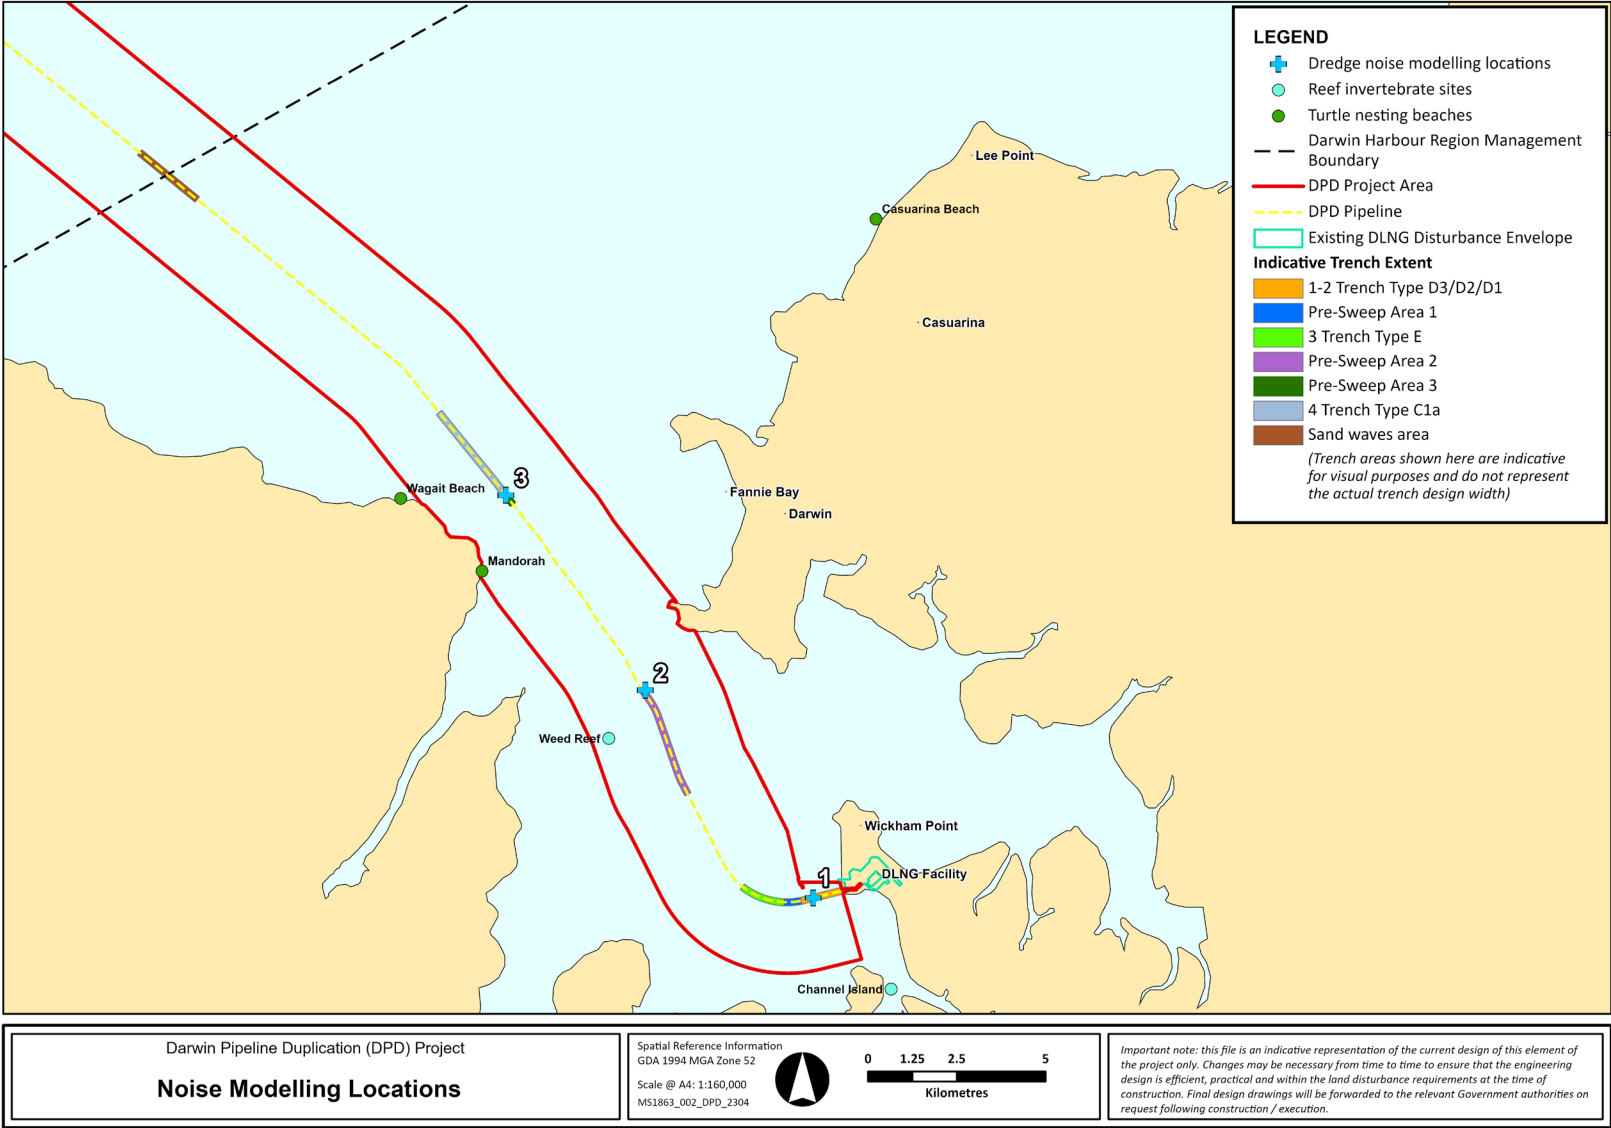 LEGEND
Dredge noise modelling locations
Reef invertebrate sites
Turtle nesting beaches
Darwin Harbour Region Management
Boundary
DPD Project Area
DPD Pipeline
Existing DLNG Disturbance Envelope
Indicative Trench Extent
1-2 Trench Type D3/D2/D1
Pre-Sweep Area 1
3 Trench Type E
Pre-Sweep Area 2
Pre-Sweep Area 3
4 Trench Type C1a
Sand waves area
(Trench areas shown here are indicative
for visual purposes and do not represent
the actual trench design width)
Lee Point
Casuarina Beach
Casuarina
3
Wagait Beach
Fannie Bay
Darwin
Mandorah
2
Weed Reef
Wickham Point
1
DLNG Facility
Channel Island
Darwin Pipeline Duplication (DPD) Project
Noise Modelling Locations
Spatial Reference Information
GDA 1994 MGA Zone 52
Scale @ A4: 1:160,000
MS1863_002_DPD_2304
0 1.25 2.5 5
Kilometres
Important note: this file is an indicative representation of the current design of this element of
the project only. Changes may be necessary from time to time to ensure that the engineering
design is efficient, practical and within the land disturbance requirements at the time of
construction. Final design drawings will be forwarded to the relevant Government authorities on
request following construction / execution.